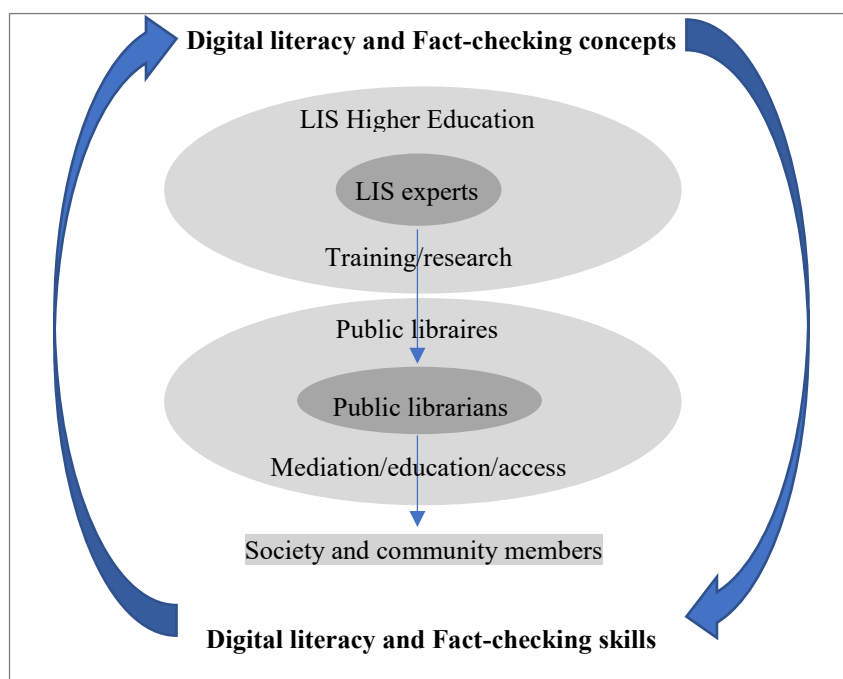 Digital literacy and Fact-checking concepts
LIS Higher Education
LIS experts
Training/research
Public libraires
Public librarians
Mediation/education/access
Society and community members
Digital literacy and Fact-checking skills